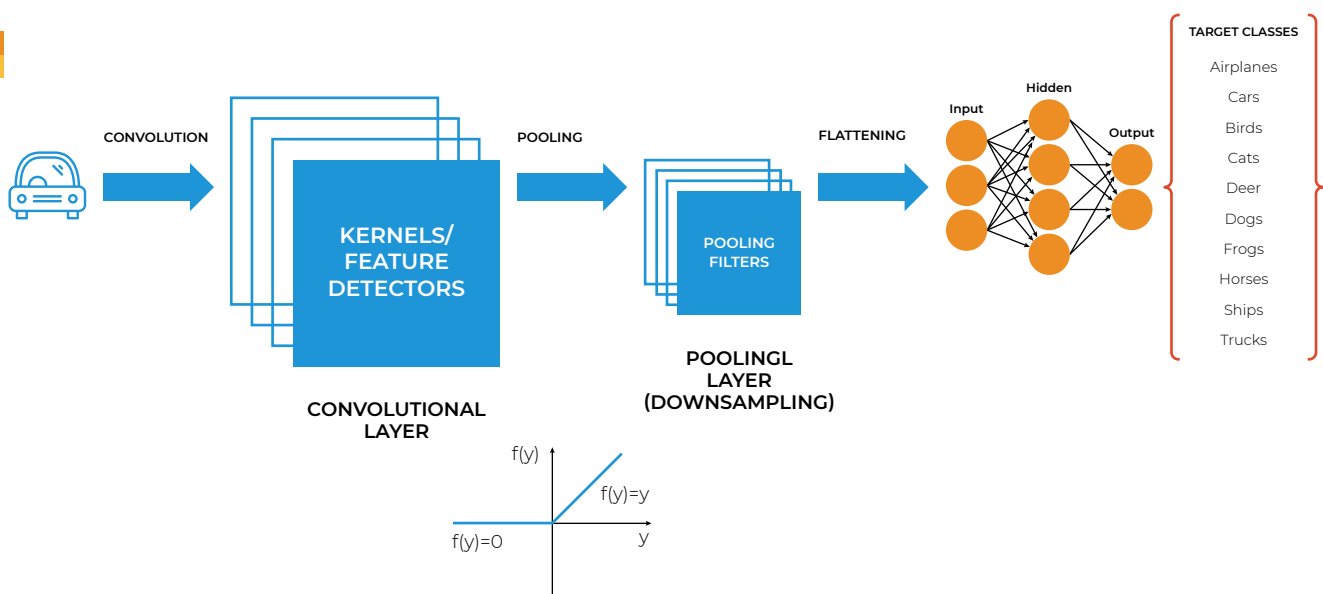 CONVOLUTION
KERNELS/
FEATURE
DETECTORS
CONVOLUTIONAL
LAYER
POOLING
POOLING
FILTERS
POOLINGL
LAYER
(DOWNSAMPLING)
FLATTENING
Input
Hidden
Output
TARGET CLASSES
Airplanes
Cars
Birds
Cats
Deer
Dogs
Frogs
Horses
Ships
Trucks
f(y)
f(y)=y
f(y)=0
y